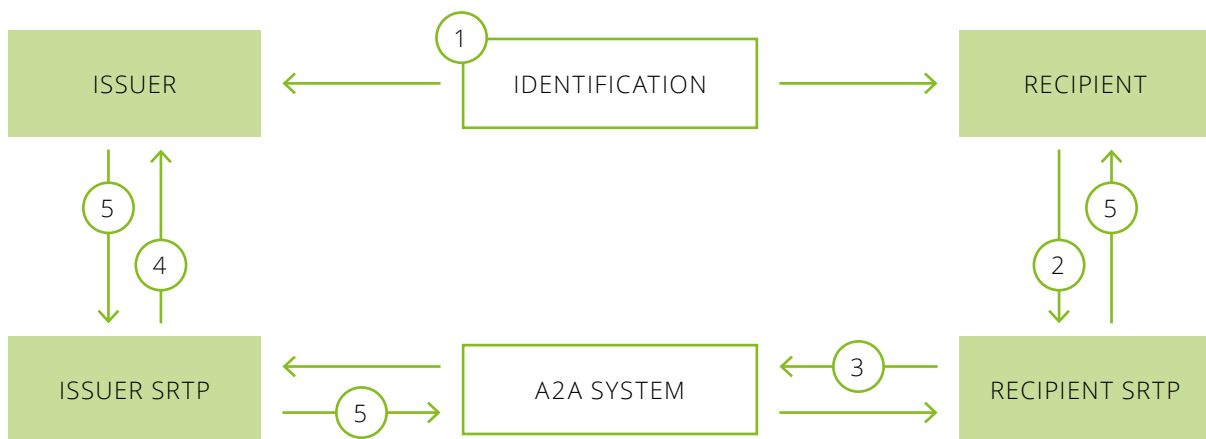 1
ISSUER
IDENTIFICATION
RECIPIENT
5
4
2
5
ISSUER SRTP
A2A SYSTEM
RECIPIENT SRTP
3
5